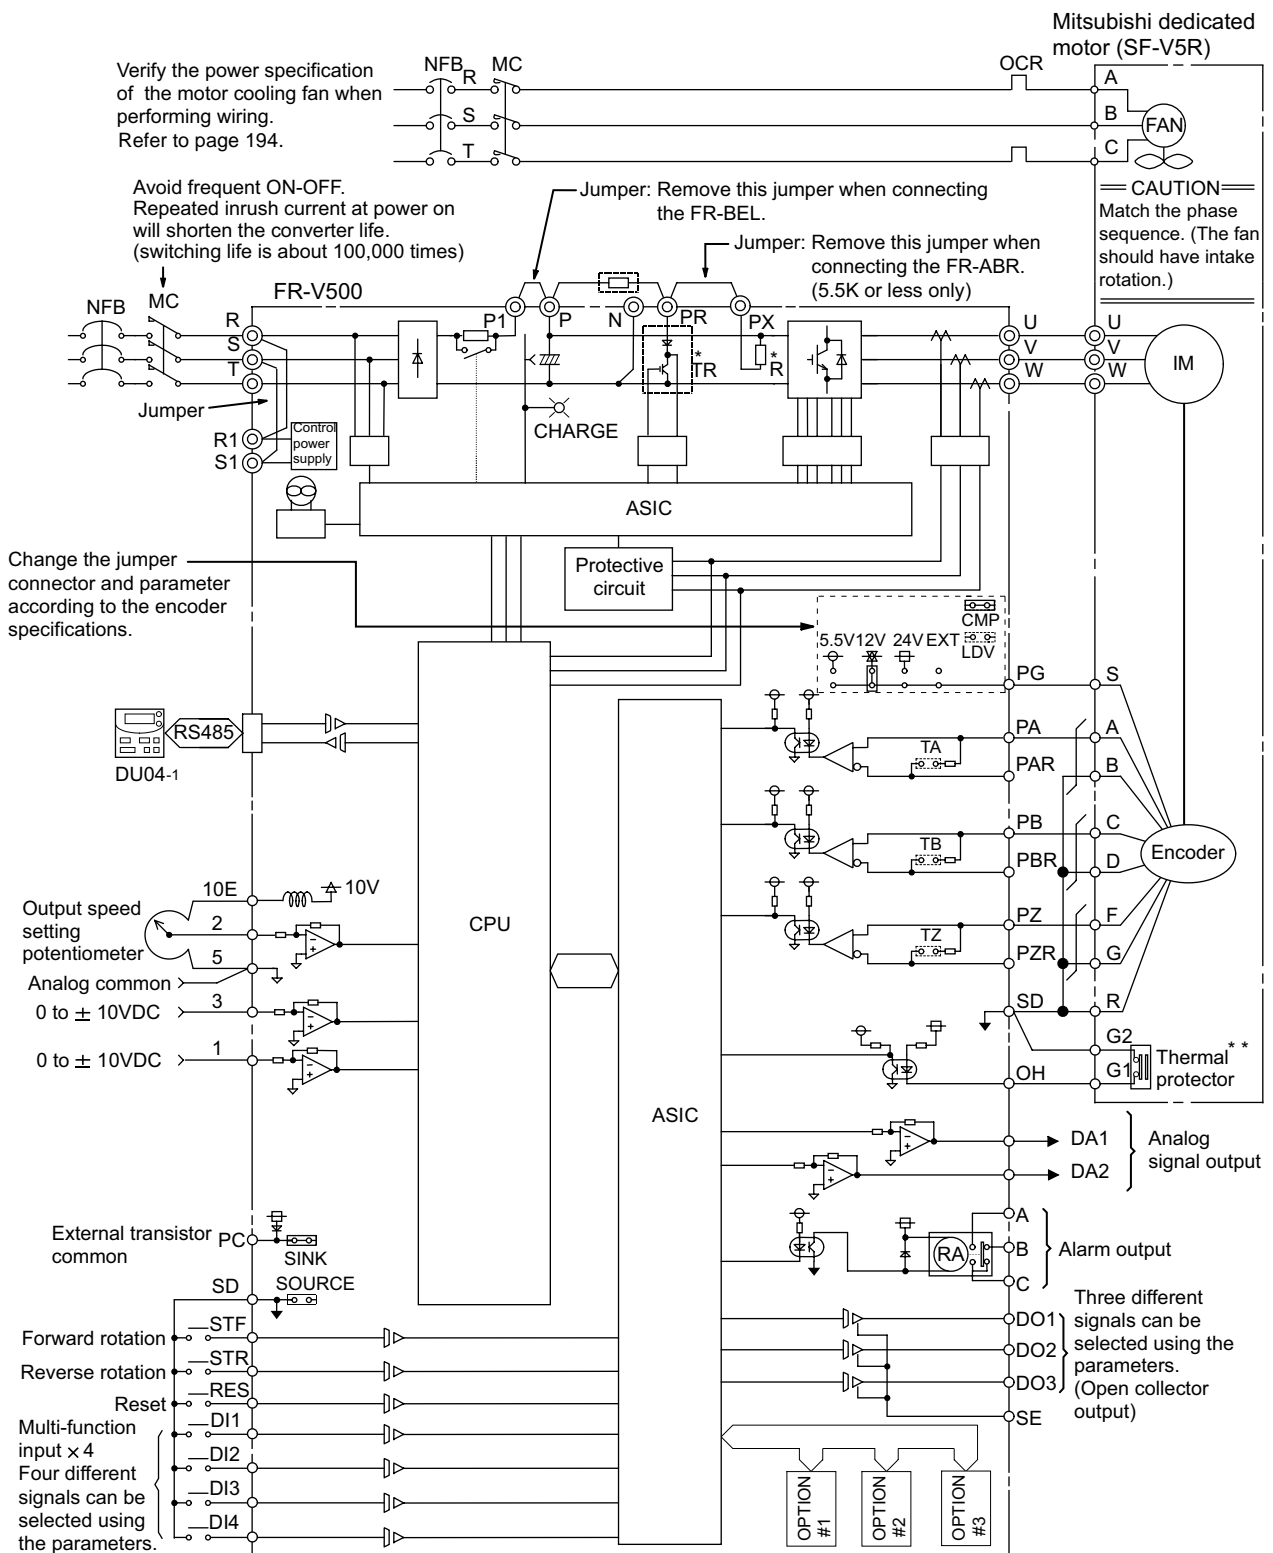 Mitsubishi dedicated
motor (SF-V5R)
Verify the power specification
of the motor cooling fan when
performing wiring.
Refer to page 194.
NFB
MC
OCR
R
S
T
A
B
C
FAN
CAUTION
Match the phase
sequence. (The fan
should have intake
rotation.)
Avoid frequent ON-OFF.
Repeated inrush current at power on
will shorten the converter life.
(switching life is about 100,000 times)
Jumper: Remove this jumper when connecting
the FR-BEL.
Jumper: Remove this jumper when
connecting the FR-ABR.
(5.5K or less only)
NFB
MC
FR-V500
R
S
T
P1
P
N
PR
PX
*
TR
*
R
U
V
W
U
V
W
IM
Jumper
R1
S1
Control
power
supply
CHARGE
ASIC
Protective
circuit
Change the jumper
connector and parameter
according to the encoder
specifications.
CMP
LDV
5.5V
12V
24V
EXT
PG
S
DU04-1
RS485
CPU
ASIC
PA
A
TA
PAR
B
PB
C
TB
PBR
D
Encoder
PZ
F
TZ
PZR
G
SD
R
G2
OH
G1
Thermal * *
protector
Output speed
setting
potentiometer
10E
10V
2
5
Analog common
3
0 to ± 10VDC
1
0 to ± 10VDC
DA1
DA2
Analog
signal output
External transistor
common
PC
SINK
SD
SOURCE
RA
A
B
C
Alarm output
Forward rotation
STF
Reverse rotation
STR
Reset
RES
Multi-function
input × 4
Four different
signals can be
selected using
the parameters.
DI1
DI2
DI3
DI4
DO1
DO2
DO3
SE
Three different
signals can be
selected using the
parameters.
(Open collector
output)
OPTION
#1
OPTION
#2
OPTION
#3